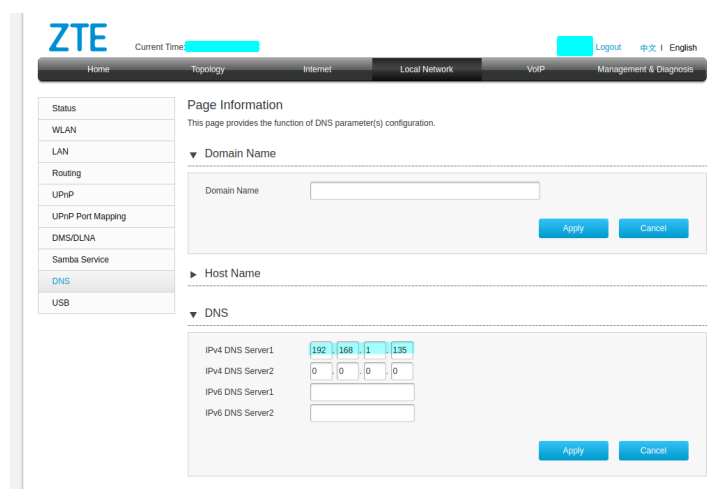 ZTE
Current Time:
Logout 中文 | English
Home Topology Internet Local Network VoIP Management & Diagnosis
Status
WLAN
LAN
Routing
UPnP
UPnP Port Mapping
DMS/DLNA
Samba Service
DNS
USB
Page Information
This page provides the function of DNS parameter(s) configuration.
▼ Domain Name
Domain Name
Apply Cancel
► Host Name
▼ DNS
IPv4 DNS Server1 192 . 168 . 1 . 135
IPv4 DNS Server2 0 . 0 . 0 . 0
IPv6 DNS Server1
IPv6 DNS Server2
Apply Cancel